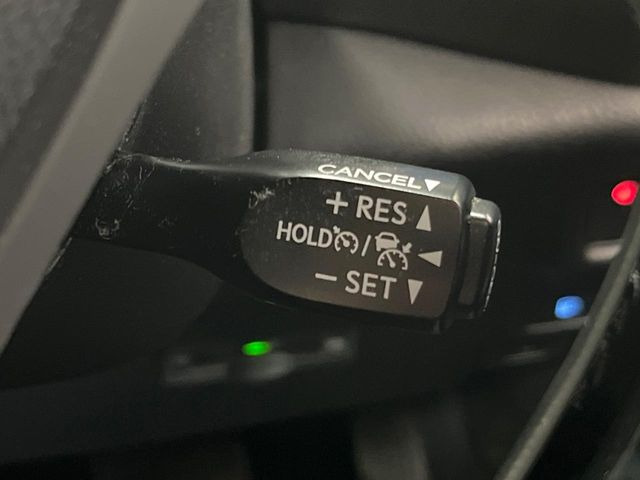 CANCEL▼
+ RES ▲
HOLD / ◀
− SET ▼